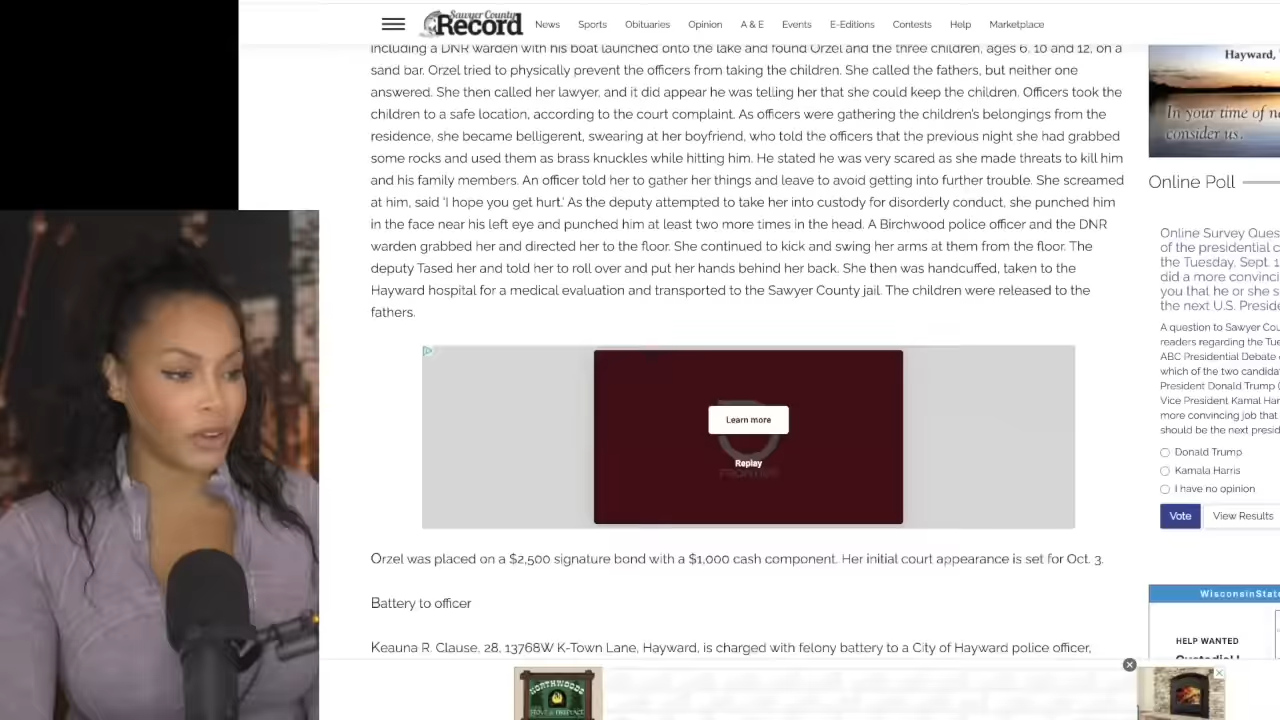 Sawyer County
Record
News Sports Obituaries Opinion A & E Events E-Editions Contests Help Marketplace
including a DNR warden with his boat launched onto the lake and found Orzel and the three children, ages 6, 10 and 12, on a
sand bar. Orzel tried to physically prevent the officers from taking the children. She called the fathers, but neither one
answered. She then called her lawyer, and it did appear he was telling her that she could keep the children. Officers took the
children to a safe location, according to the court complaint. As officers were gathering the children's belongings from the
residence, she became belligerent, swearing at her boyfriend, who told the officers that the previous night she had grabbed
some rocks and used them as brass knuckles while hitting him. He stated he was very scared as she made threats to kill him
and his family members. An officer told her to gather her things and leave to avoid getting into further trouble. She screamed
at him, said 'I hope you get hurt.' As the deputy attempted to take her into custody for disorderly conduct, she punched him
in the face near his left eye and punched him at least two more times in the head. A Birchwood police officer and the DNR
warden grabbed her and directed her to the floor. She continued to kick and swing her arms at them from the floor. The
deputy Tased her and told her to roll over and put her hands behind her back. She then was handcuffed, taken to the
Hayward hospital for a medical evaluation and transported to the Sawyer County jail. The children were released to the
fathers.
Learn more
Replay
FRONTIER
Orzel was placed on a $2,500 signature bond with a $1,000 cash component. Her initial court appearance is set for Oct. 3.
Battery to officer
Keauna R. Clause, 28, 13768W K-Town Lane, Hayward, is charged with felony battery to a City of Hayward police officer,
NORTHWOODS
STOVE & FIREPLACE
Hayward,
In your time of
consider us.
Online Poll
Online Survey Ques
of the presidential c
the Tuesday, Sept. 1
did a more convinci
you that he or she s
the next U.S. Preside
A question to Sawyer Cou
readers regarding the Tue
ABC Presidential Debate
which of the two candida
President Donald Trump (
Vice President Kamal Har
more convincing job that
should be the next presid
Donald Trump
Kamala Harris
I have no opinion
Vote View Results
WisconsinState
HELP WANTED